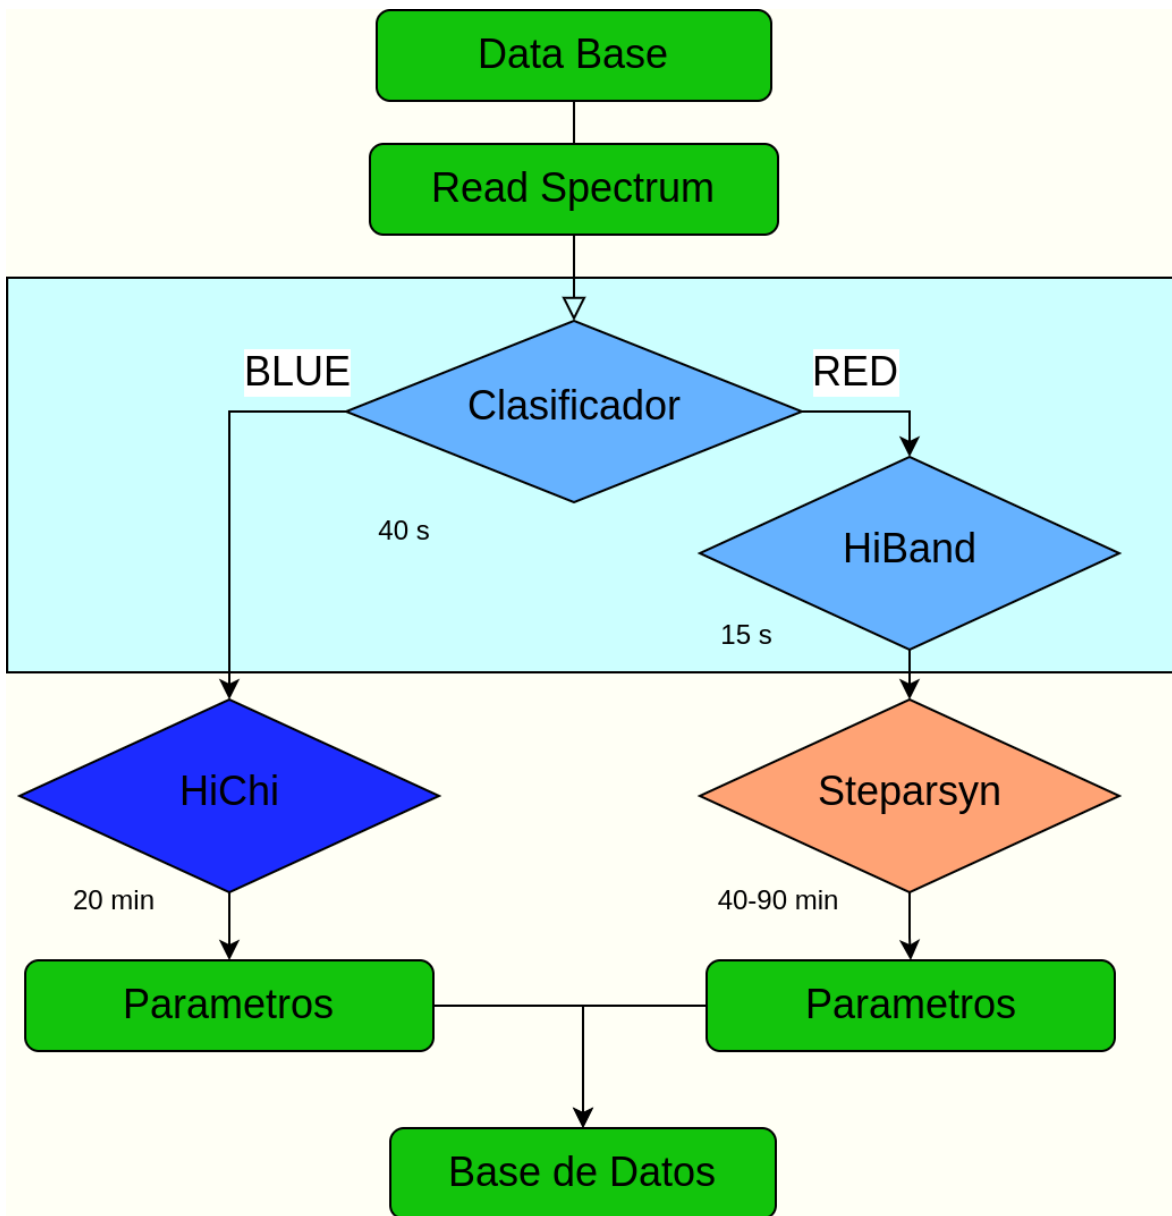 Data Base
Read Spectrum
BLUE
RED
Clasificador
40 s
HiBand
15 s
HiChi
Steparsyn
20 min
40-90 min
Parametros
Parametros
Base de Datos